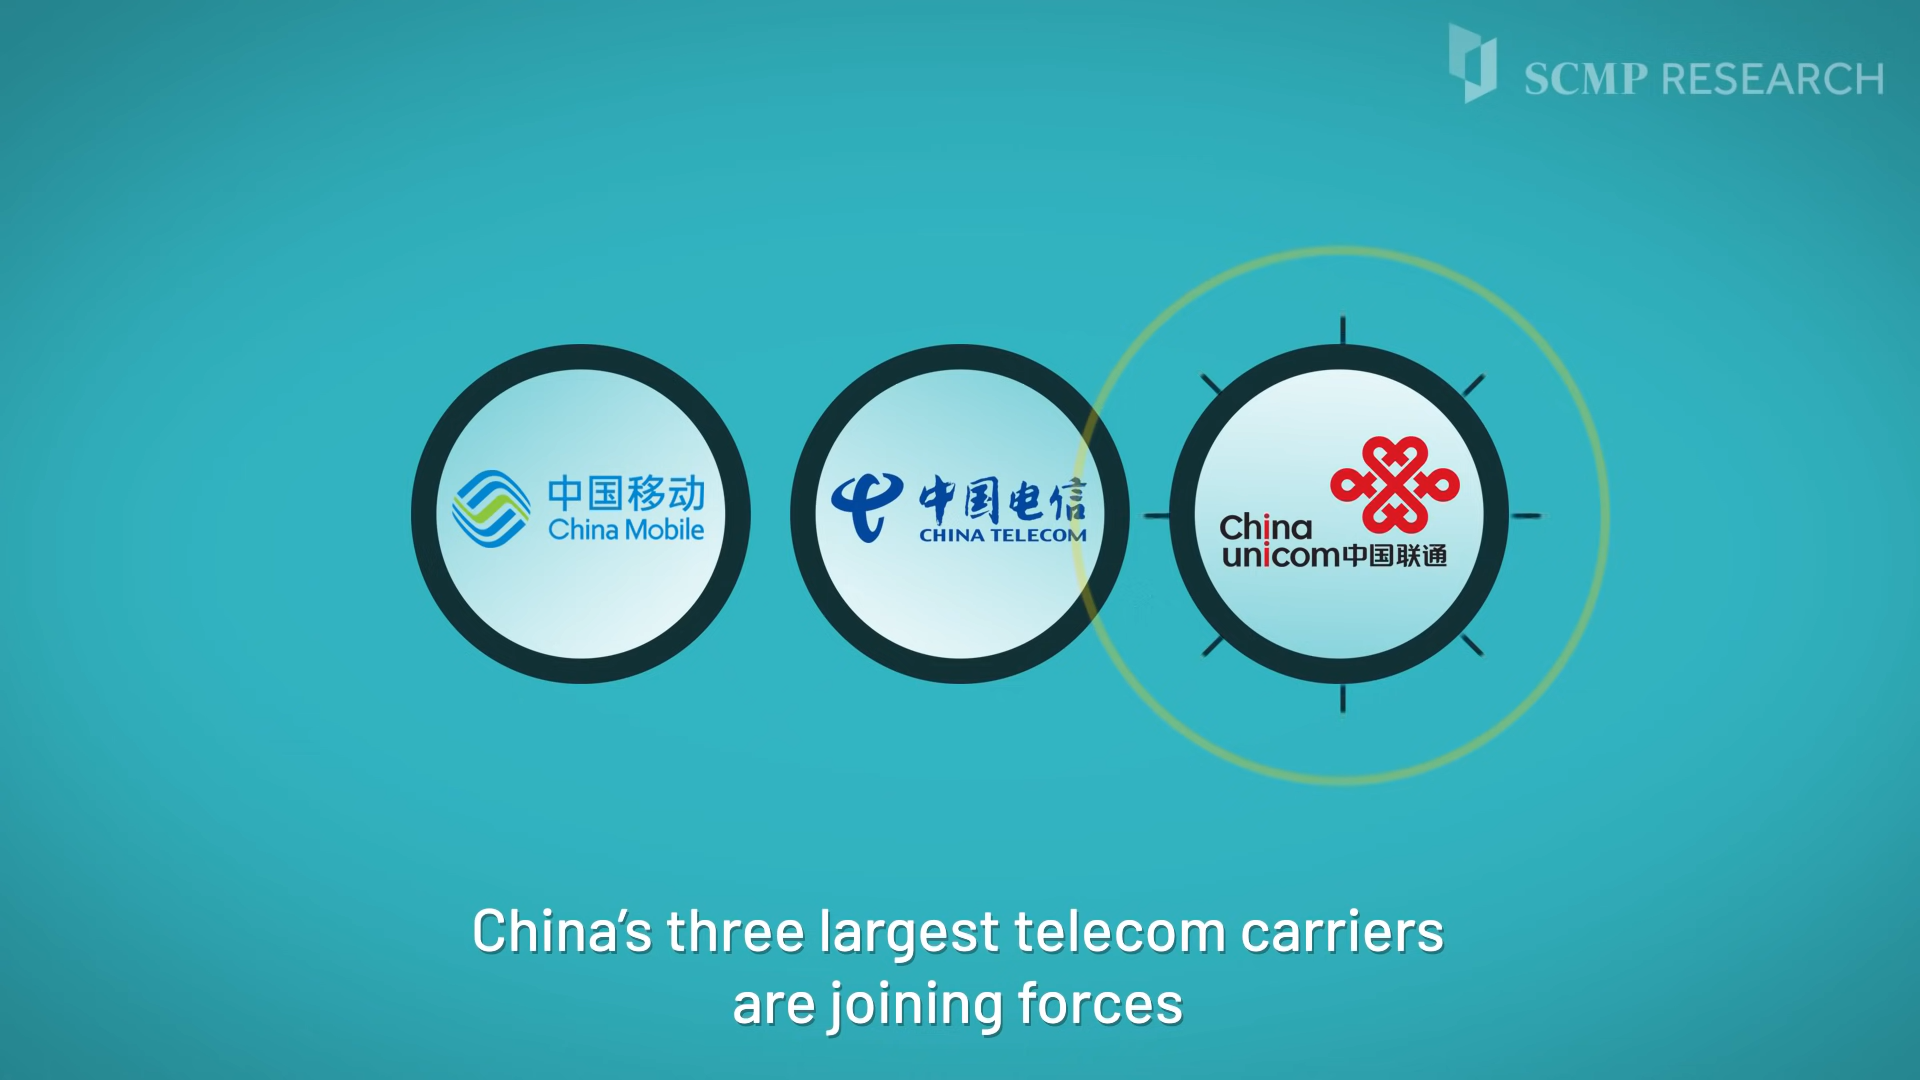 SCMP RESEARCH
中国移动
China Mobile
中国电信
CHINA TELECOM
China
unicom中国联通
China's three largest telecom carriers
are joining forces